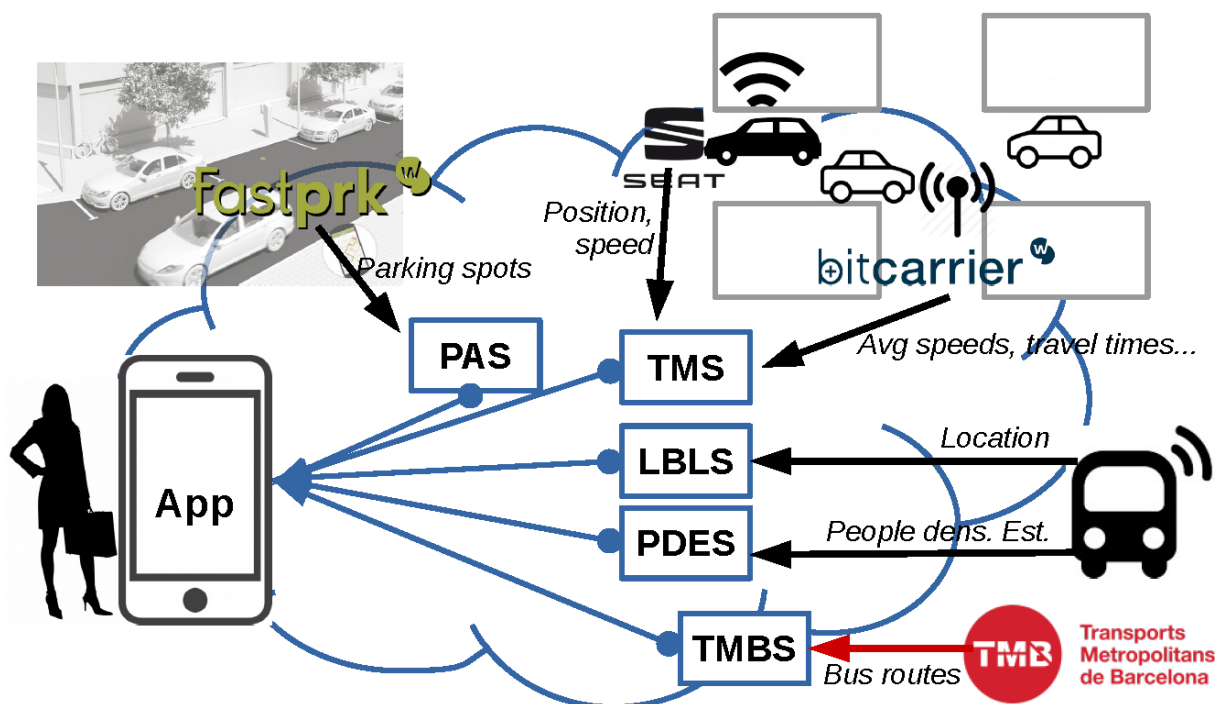 fastprk w
SEAT
Position,
speed
bitcarrier w
Parking spots
Avg speeds, travel times...
PAS
TMS
Location
LBLS
App
People dens. Est.
PDES
TMBS
Bus routes
TMB
Transports
Metropolitans
de Barcelona